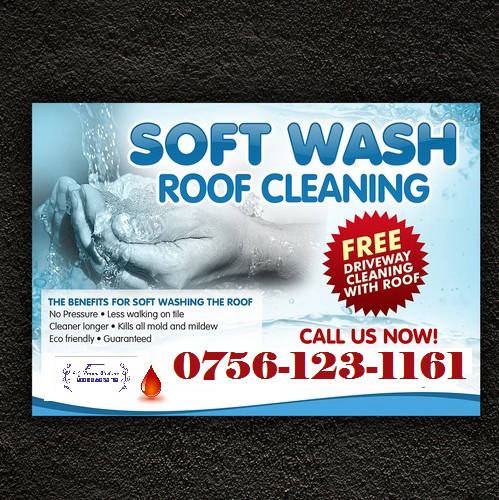 SOFT WASH
ROOF CLEANING
FREE
DRIVEWAY
CLEANING
WITH ROOF
THE BENEFITS FOR SOFT WASHING THE ROOF
No Pressure • Less walking on tile
Cleaner longer • Kills all mold and mildew
Eco friendly • Guaranteed
CALL US NOW!
0756-123-1161